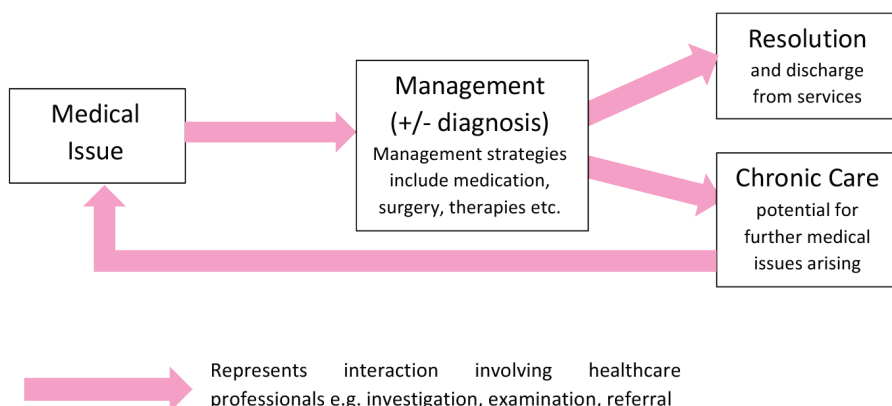 Medical
Issue
Management
(+/- diagnosis)
Management strategies
include medication,
surgery, therapies etc.
Resolution
and discharge
from services
Chronic Care
potential for
further medical
issues arising
Represents interaction involving healthcare
professionals e.g. investigation, examination, referral